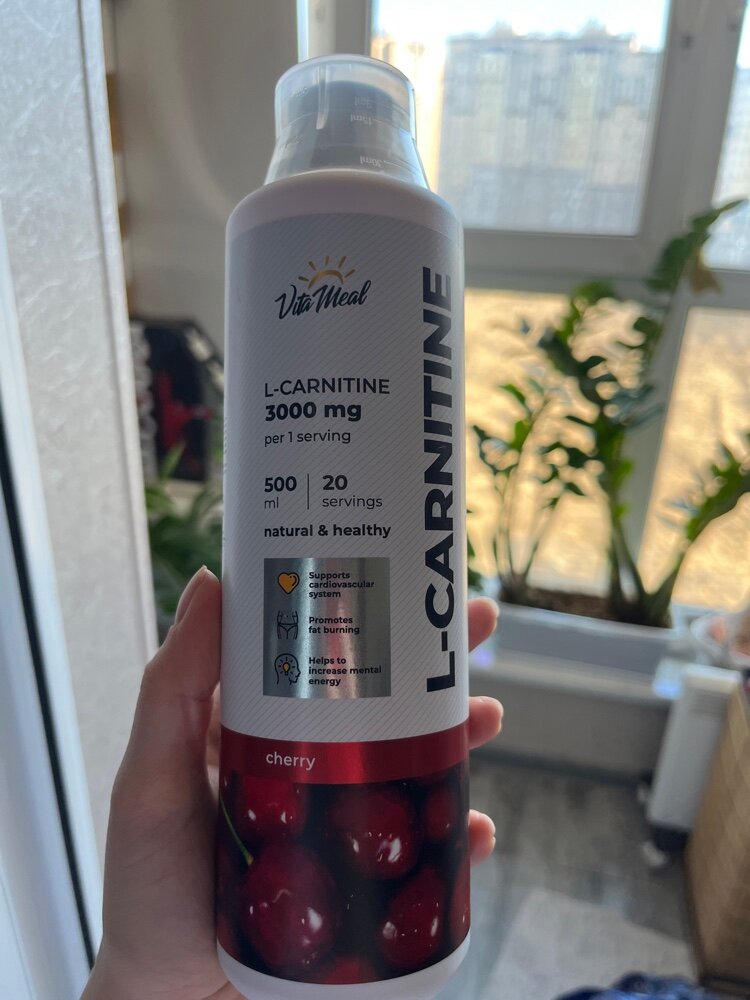 Vita Meal
L-CARNITINE
3000 mg
per 1 serving
500
ml
20
servings
natural & healthy
Supports
cardiovascular
system
Promotes
fat burning
Helps to
increase mental
energy
L-CARNITINE
cherry